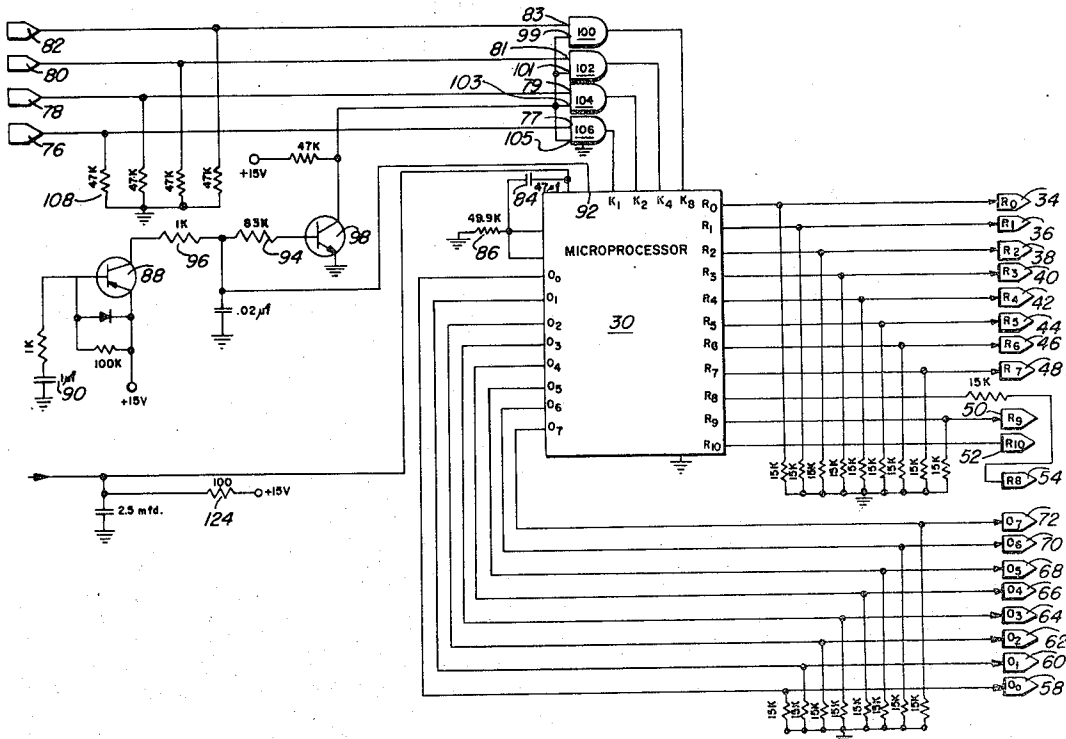 82
83
99
100
80
81
101
102
78
103
79
104
76
77
105
106
47K
+15V
108
47K
47K
47K
47K
1K
96
83K
94
98
88
.02 µf
1K
1µf
90
100K
+15V
84
47µf
49.9K
86
92
K1
K2
K4
K8
MICROPROCESSOR
30
R0
R1
R2
R3
R4
R5
R6
R7
R8
R9
R10
O0
O1
O2
O3
O4
O5
O6
O7
R0
34
R1
36
R2
38
R3
40
R4
42
R5
44
R6
46
R7
48
15K
50
R9
52
R10
R8
54
15K
15K
15K
15K
15K
15K
15K
15K
15K
100
+15V
124
2.5 mfd.
O7
72
O6
70
O5
68
O4
66
O3
64
O2
62
O1
60
O0
58
15K
15K
15K
15K
15K
15K
15K
15K